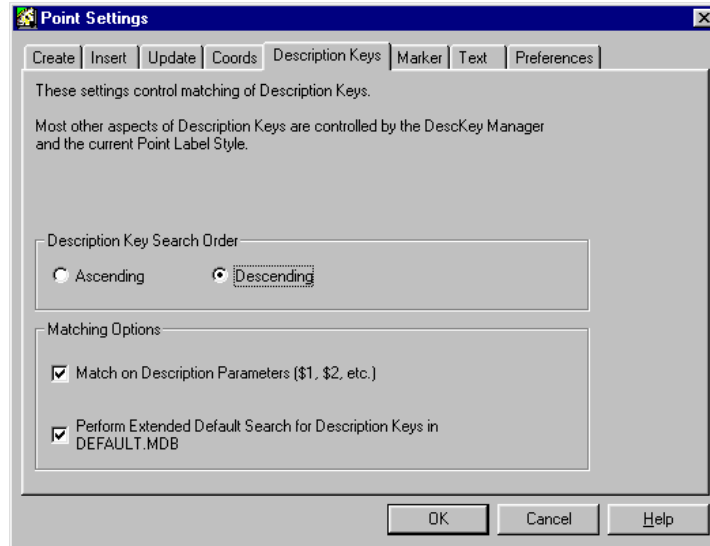 Point Settings
Create Insert Update Coords Description Keys Marker Text Preferences
These settings control matching of Description Keys.
Most other aspects of Description Keys are controlled by the DescKey Manager
and the current Point Label Style.
Description Key Search Order
Ascending Descending
Matching Options
Match on Description Parameters ($1, $2, etc.)
Perform Extended Default Search for Description Keys in
DEFAULT.MDB
OK Cancel Help